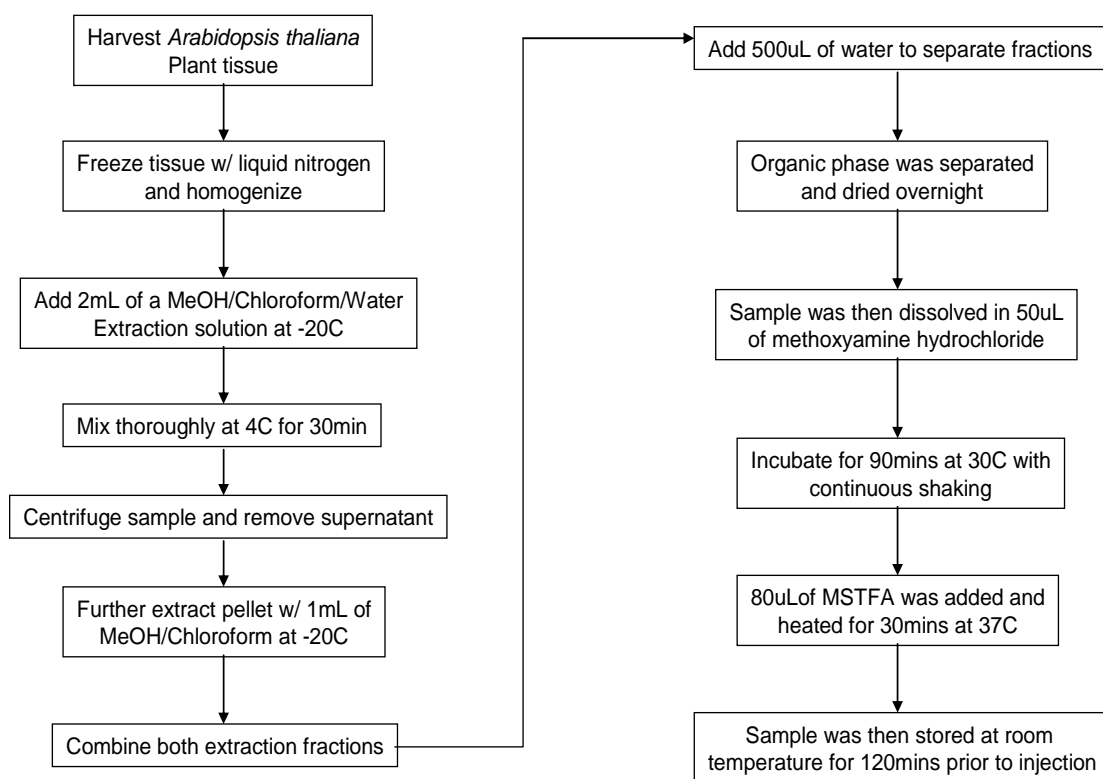 Harvest Arabidopsis thaliana
Plant tissue
Freeze tissue w/ liquid nitrogen
and homogenize
Add 2mL of a MeOH/Chloroform/Water
Extraction solution at -20C
Mix thoroughly at 4C for 30min
Centrifuge sample and remove supernatant
Further extract pellet w/ 1mL of
MeOH/Chloroform at -20C
Combine both extraction fractions
Add 500uL of water to separate fractions
Organic phase was separated
and dried overnight
Sample was then dissolved in 50uL
of methoxyamine hydrochloride
Incubate for 90mins at 30C with
continuous shaking
80uLof MSTFA was added and
heated for 30mins at 37C
Sample was then stored at room
temperature for 120mins prior to injection